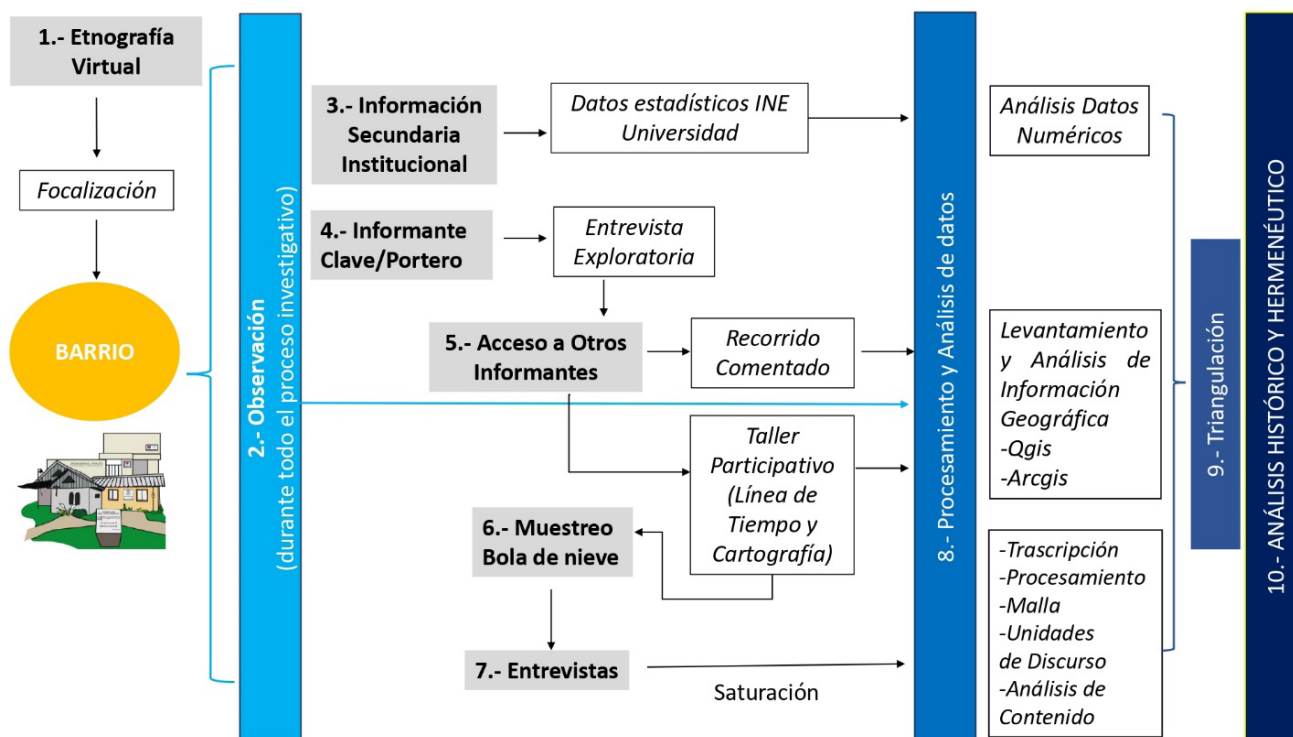 1.- Etnografía
Virtual
Focalización
BARRIO
2.- Observación
(durante todo el proceso investigativo)
3.- Información
Secundaria
Institucional
Datos estadísticos INE
Universidad
4.- Informante
Clave/Portero
Entrevista
Exploratoria
5.- Acceso a Otros
Informantes
Recorrido
Comentado
Taller
Participativo
(Línea de
Tiempo y
Cartografía)
6.- Muestreo
Bola de nieve
7.- Entrevistas
Saturación
8.- Procesamiento y Análisis de datos
Análisis Datos
Numéricos
Levantamiento
y Análisis de
Información
Geográfica
-Qgis
-Arcgis
-Trascripción
-Procesamiento
-Malla
-Unidades
de Discurso
-Análisis de
Contenido
9.- Triangulación
10.- ANÁLISIS HISTÓRICO Y HERMENÉUTICO